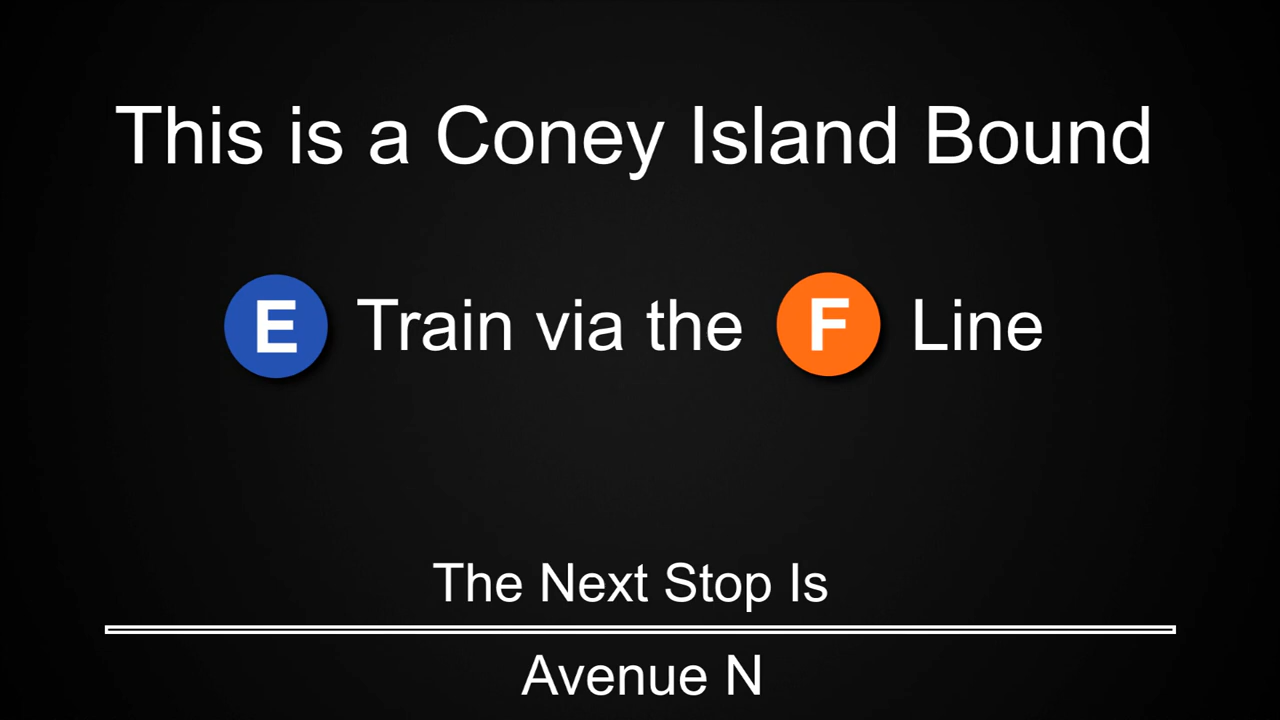 This is a Coney Island Bound
E Train via the F Line
The Next Stop Is
Avenue N